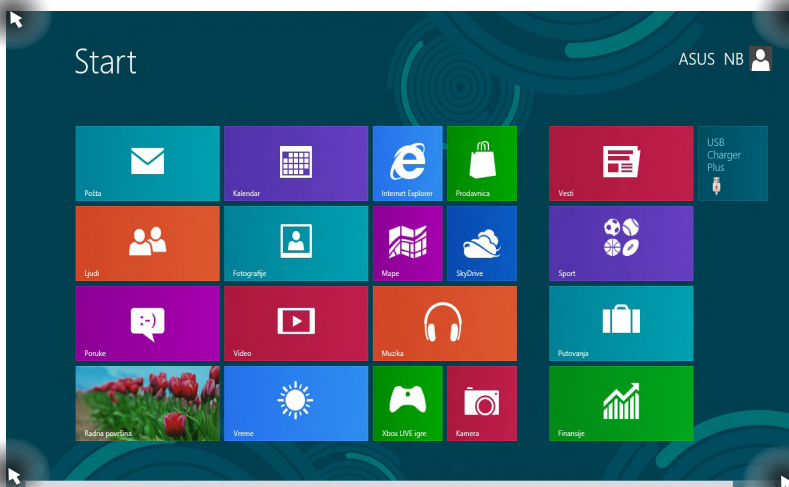 Start
ASUS NB
Pošta
Kalendar
Internet Explorer
Prodavnica
Vesti
USB
Charger
Plus
Ljudi
Fotografije
Mape
SkyDrive
Sport
Poruke
:-)
Video
Muzika
Putovanja
Radna površina
Vreme
Xbox LIVE igre
Kamera
Finansije